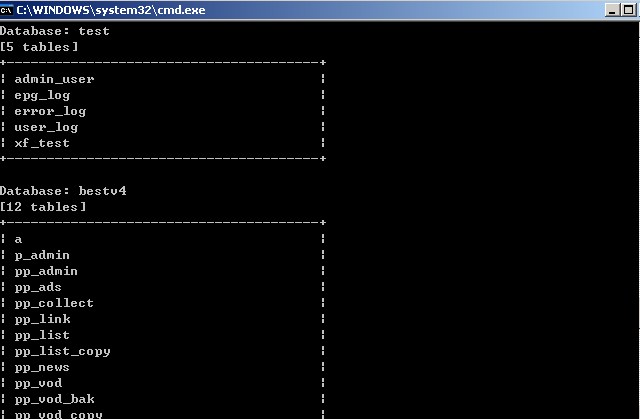 C:\WINDOWS\system32\cmd.exe
Database: test
[5 tables]
+---------------------------------------+
| admin_user                            |
| epg_log                               |
| error_log                             |
| user_log                              |
| xf_test                               |
+---------------------------------------+
Database: bestv4
[12 tables]
+---------------------------------------+
| a                                     |
| p_admin                               |
| pp_admin                              |
| pp_ads                                |
| pp_collect                            |
| pp_link                               |
| pp_list                               |
| pp_list_copy                          |
| pp_news                               |
| pp_vod                                |
| pp_vod_bak                            |
| pp_vod_copy                           |